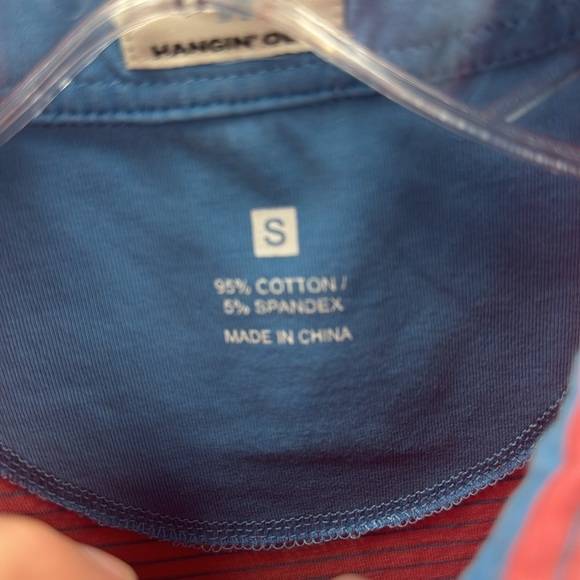 HANGIN'
S
95% COTTON /
5% SPANDEX
MADE IN CHINA